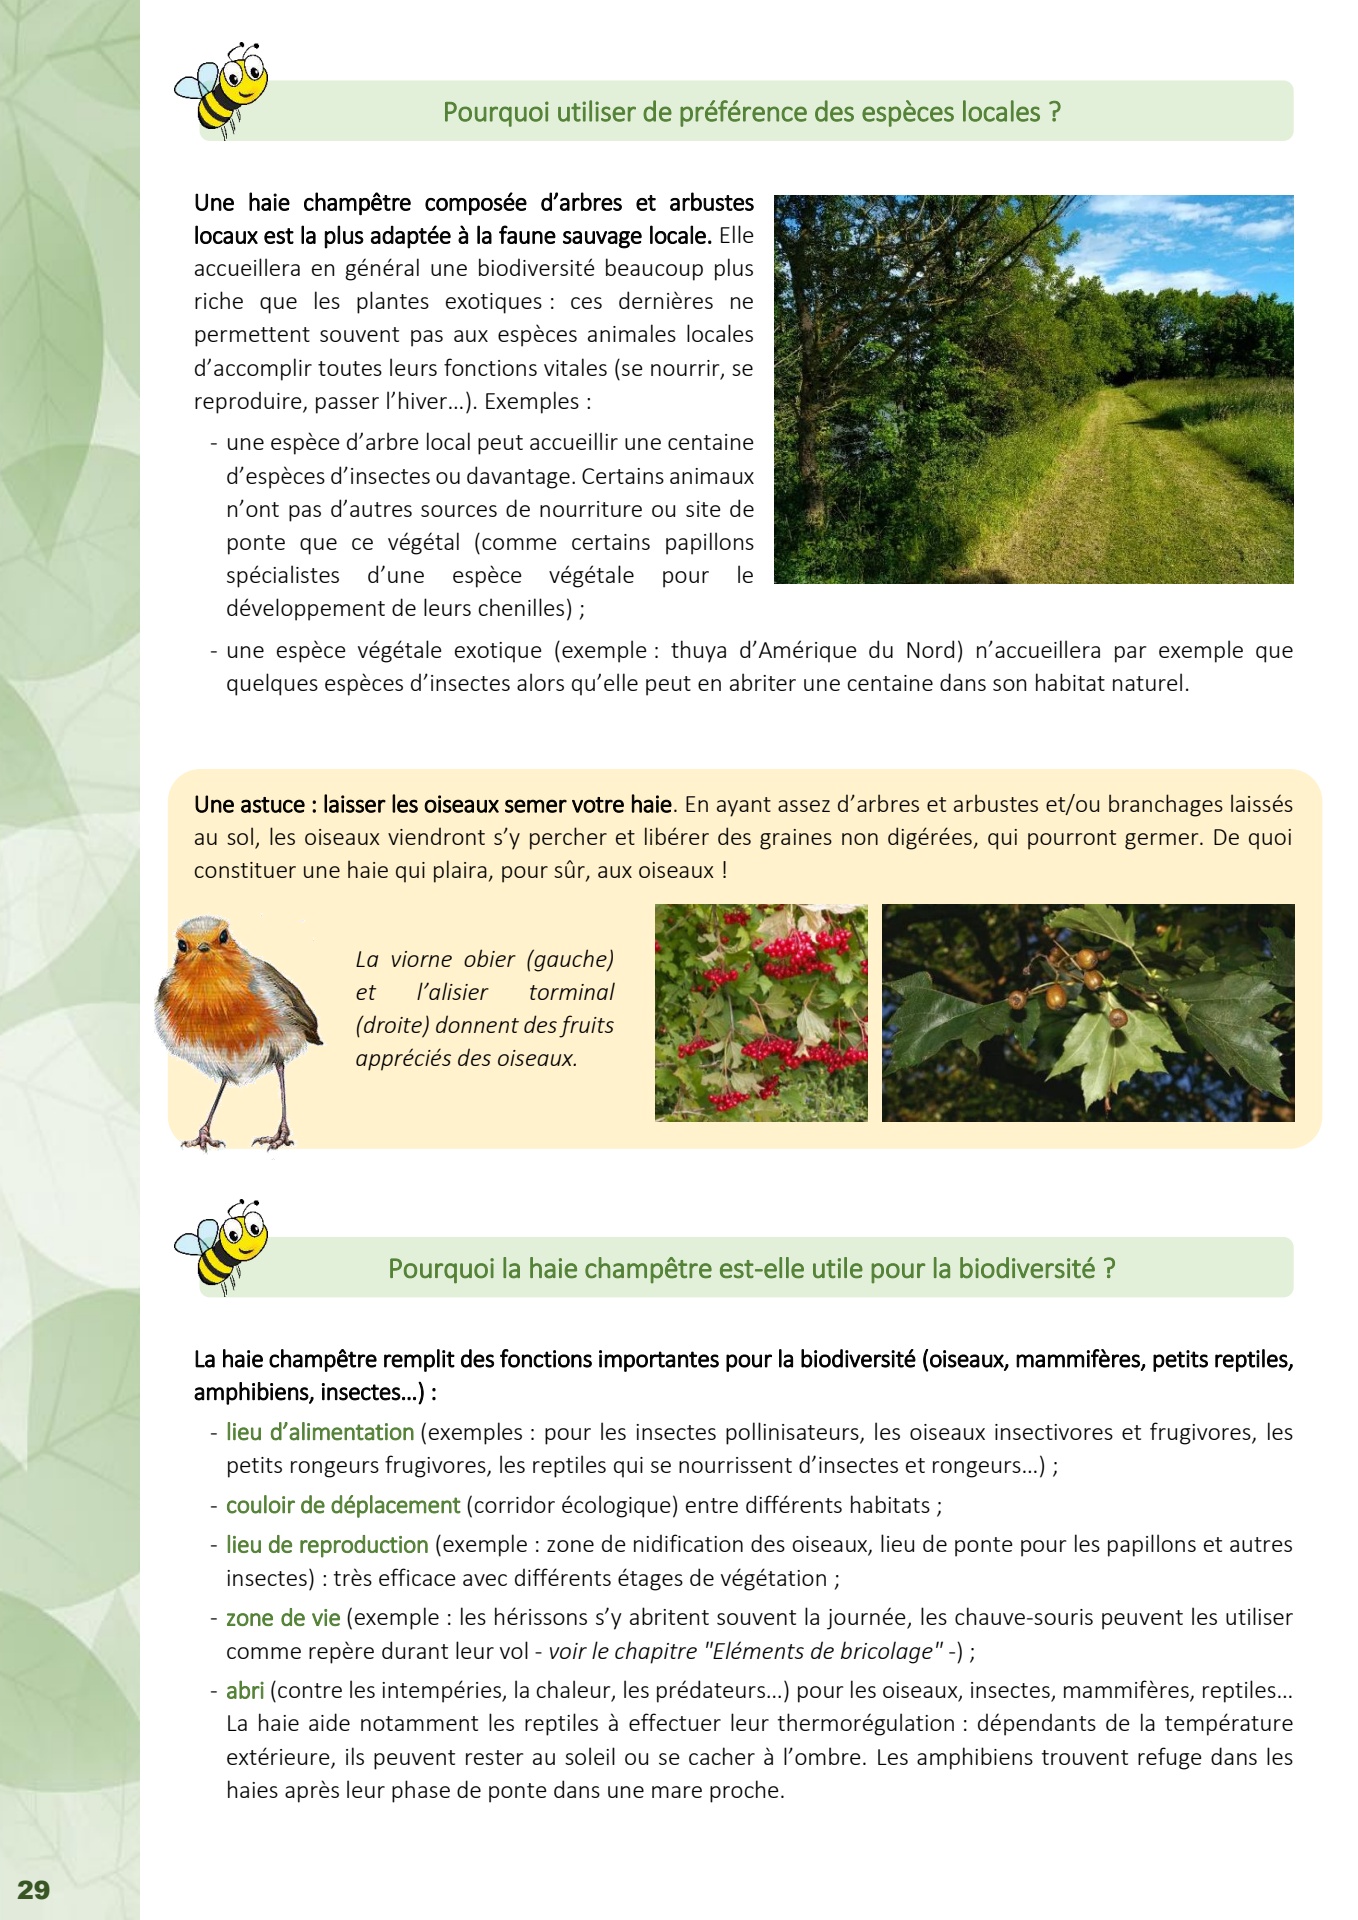 Pourquoi utiliser de préférence des espèces locales ?
Une haie champêtre composée d’arbres et arbustes
locaux est la plus adaptée à la faune sauvage locale. Elle
accueillera en général une biodiversité beaucoup plus
riche que les plantes exotiques : ces dernières ne
permettent souvent pas aux espèces animales locales
d’accomplir toutes leurs fonctions vitales (se nourrir, se
reproduire, passer l’hiver…). Exemples :
- une espèce d’arbre local peut accueillir une centaine
d’espèces d’insectes ou davantage. Certains animaux
n’ont pas d’autres sources de nourriture ou site de
ponte que ce végétal (comme certains papillons
spécialistes d’une espèce végétale pour le
développement de leurs chenilles) ;
- une espèce végétale exotique (exemple : thuya d’Amérique du Nord) n’accueillera par exemple que
quelques espèces d’insectes alors qu’elle peut en abriter une centaine dans son habitat naturel.
Une astuce : laisser les oiseaux semer votre haie. En ayant assez d’arbres et arbustes et/ou branchages laissés
au sol, les oiseaux viendront s’y percher et libérer des graines non digérées, qui pourront germer. De quoi
constituer une haie qui plaira, pour sûr, aux oiseaux !
La viorne obier (gauche)
et l’alisier torminal
(droite) donnent des fruits
appréciés des oiseaux.
Pourquoi la haie champêtre est-elle utile pour la biodiversité ?
La haie champêtre remplit des fonctions importantes pour la biodiversité (oiseaux, mammifères, petits reptiles,
amphibiens, insectes…) :
- lieu d’alimentation (exemples : pour les insectes pollinisateurs, les oiseaux insectivores et frugivores, les
petits rongeurs frugivores, les reptiles qui se nourrissent d’insectes et rongeurs…) ;
- couloir de déplacement (corridor écologique) entre différents habitats ;
- lieu de reproduction (exemple : zone de nidification des oiseaux, lieu de ponte pour les papillons et autres
insectes) : très efficace avec différents étages de végétation ;
- zone de vie (exemple : les hérissons s’y abritent souvent la journée, les chauve-souris peuvent les utiliser
comme repère durant leur vol - voir le chapitre "Eléments de bricolage" -) ;
- abri (contre les intempéries, la chaleur, les prédateurs…) pour les oiseaux, insectes, mammifères, reptiles…
La haie aide notamment les reptiles à effectuer leur thermorégulation : dépendants de la température
extérieure, ils peuvent rester au soleil ou se cacher à l’ombre. Les amphibiens trouvent refuge dans les
haies après leur phase de ponte dans une mare proche.
29